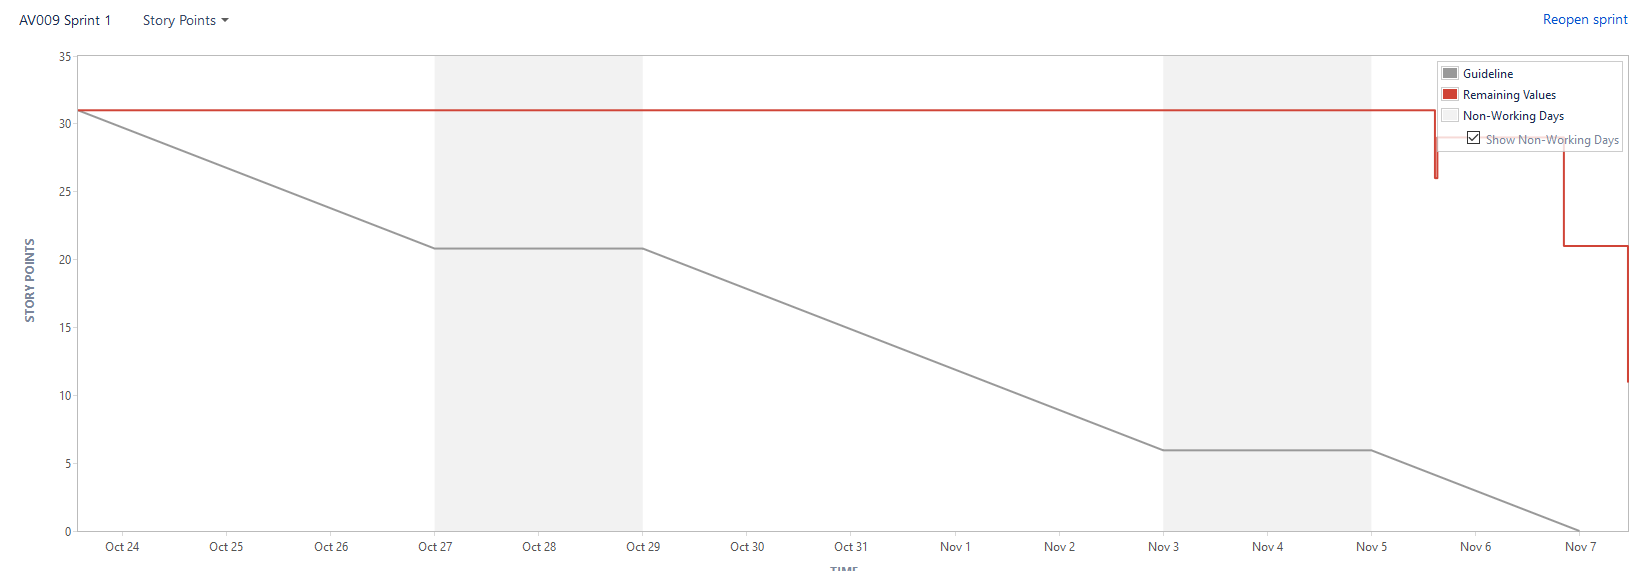 AV009 Sprint 1 Story Points Reopen sprint
Guideline
Remaining Values
Non-Working Days
Show Non-Working Days
STORY POINTS
35
30
25
20
15
10
5
0
Oct 24 Oct 25 Oct 26 Oct 27 Oct 28 Oct 29 Oct 30 Oct 31 Nov 1 Nov 2 Nov 3 Nov 4 Nov 5 Nov 6 Nov 7
TIME